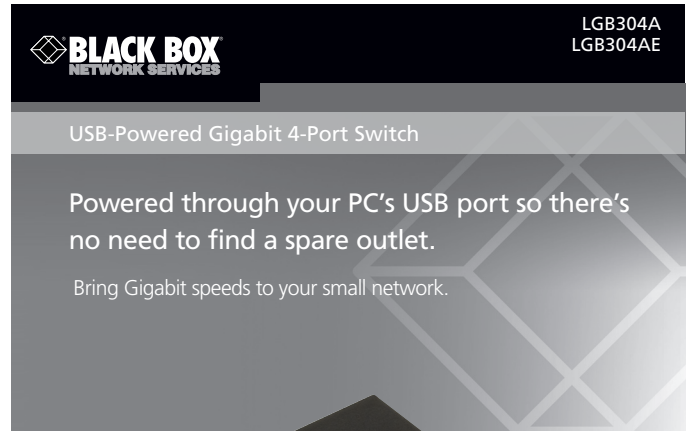 LGB304A
LGB304AE
BLACK BOX
NETWORK SERVICES
USB-Powered Gigabit 4-Port Switch
Powered through your PC’s USB port so there’s
no need to find a spare outlet.
Bring Gigabit speeds to your small network.